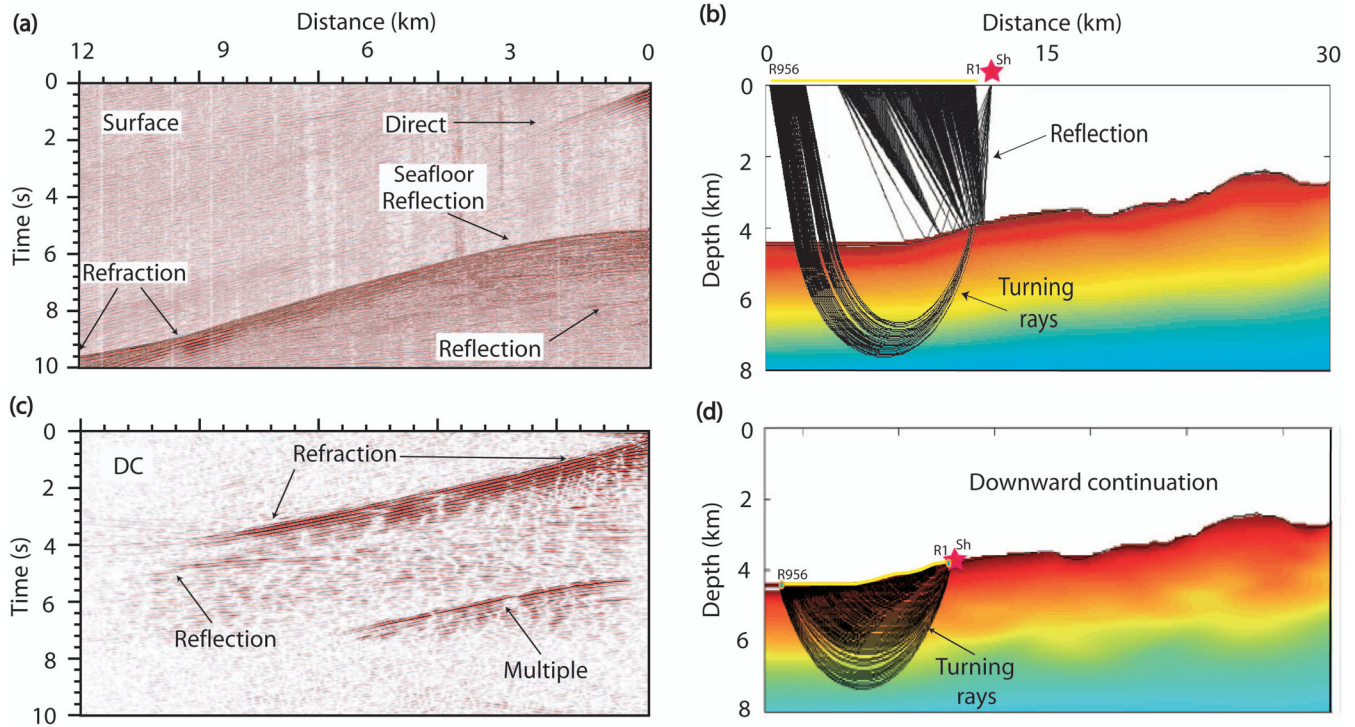 (a)
Distance (km)
12 9 6 3 0
0
2
4
6
8
10
Time (s)
Surface
Direct
Seafloor
Reflection
Refraction
Reflection
(b)
Distance (km)
0 15 30
R956 R1 Sh
0
2
4
6
8
Depth (km)
Reflection
Turning
rays
(c)
0
2
4
6
8
10
Time (s)
DC
Refraction
Reflection
Multiple
(d)
0
2
4
6
8
Depth (km)
Downward continuation
R956 R1 Sh
Turning
rays